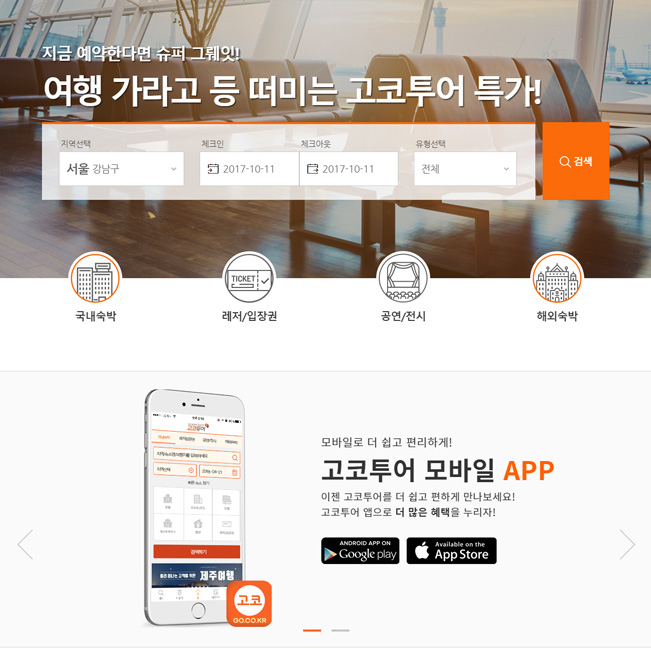 지금 예약한다면 슈퍼 그뤠잇!
여행 가라고 등 떠미는 고코투어 특가!
지역선택 체크인 체크아웃 유형선택
서울 강남구 2017-10-11 2017-10-11 전체 검색
TICKET
국내숙박 레저/입장권 공연/전시 해외숙박
모바일로 더 쉽고 편리하게!
고코투어 모바일 APP
이젠 고코투어를 더 쉽고 편하게 만나보세요!
고코투어 앱으로 더 많은 혜택을 누리자!
ANDROID APP ON
Google play
Available on the
App Store
고코투어
검색하기
제주여행
고코
GO.CO.KR